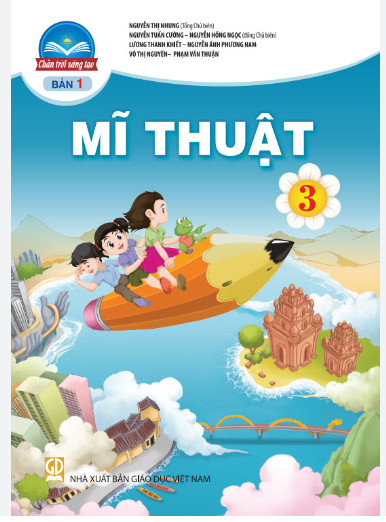 NGUYỄN THỊ NHUNG (Tổng Chủ biên)
NGUYỄN TUẤN CƯỜNG – NGUYỄN HỒNG NGỌC (đồng Chủ biên)
LƯƠNG THANH KHIẾT – NGUYỄN ÁNH PHƯƠNG NAM
VÕ THỊ NGUYÊN – PHẠM VĂN THUẬN
Chân trời sáng tạo
BẢN 1
MĨ THUẬT
3
GD
NHÀ XUẤT BẢN GIÁO DỤC VIỆT NAM